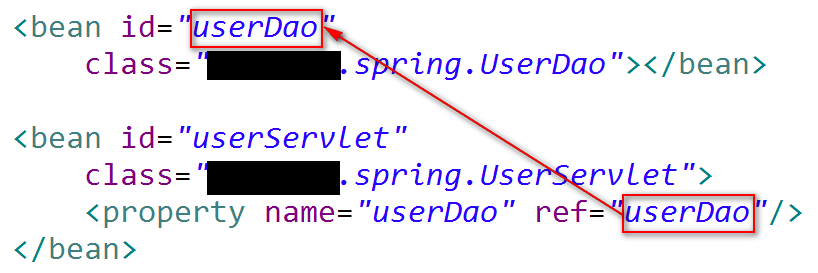 <bean id="userDao"
class=".spring.UserDao"></bean>
<bean id="userServlet"
class=".spring.UserServlet">
<property name="userDao" ref="userDao"/>
</bean>